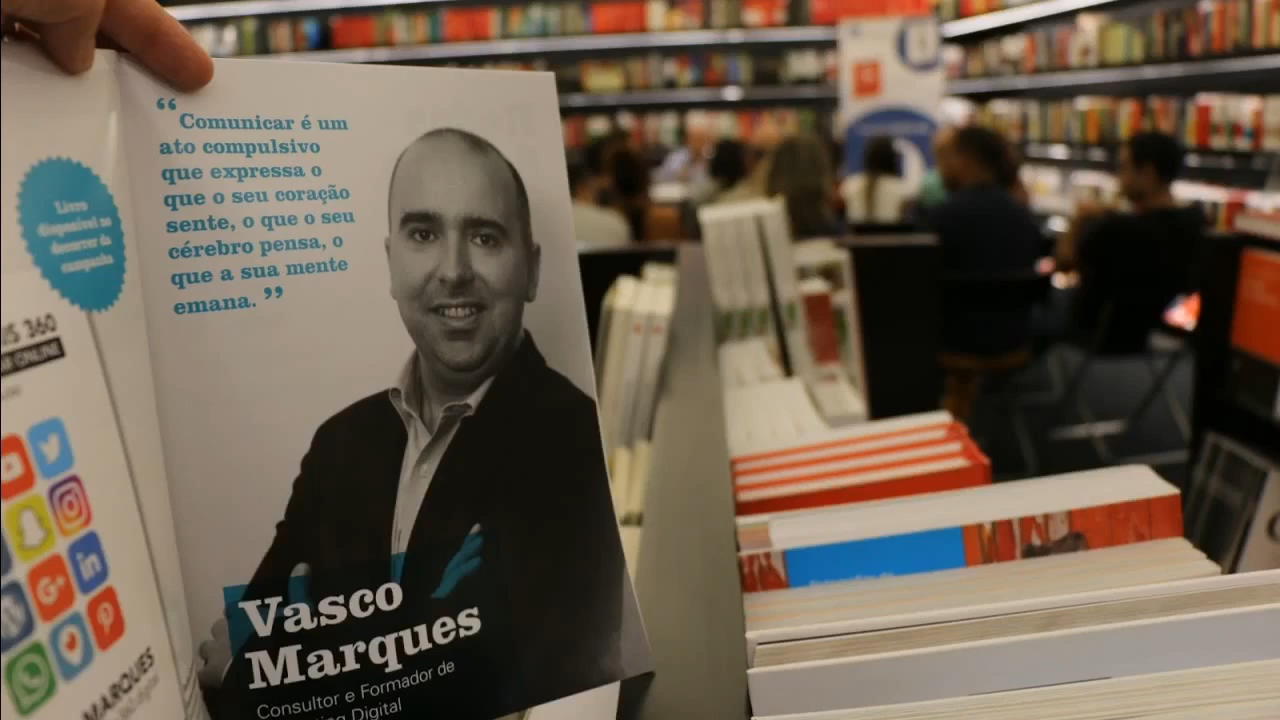 “ Comunicar é um
ato compulsivo
que expressa o
que o seu coração
sente, o que o seu
cérebro pensa, o
que a sua mente
emana. ”
Livro
disponível no
decorrer da
campanha
360
ONLINE
in
G+
MARQUES
Vasco
Marques
Consultor e Formador de
Digital